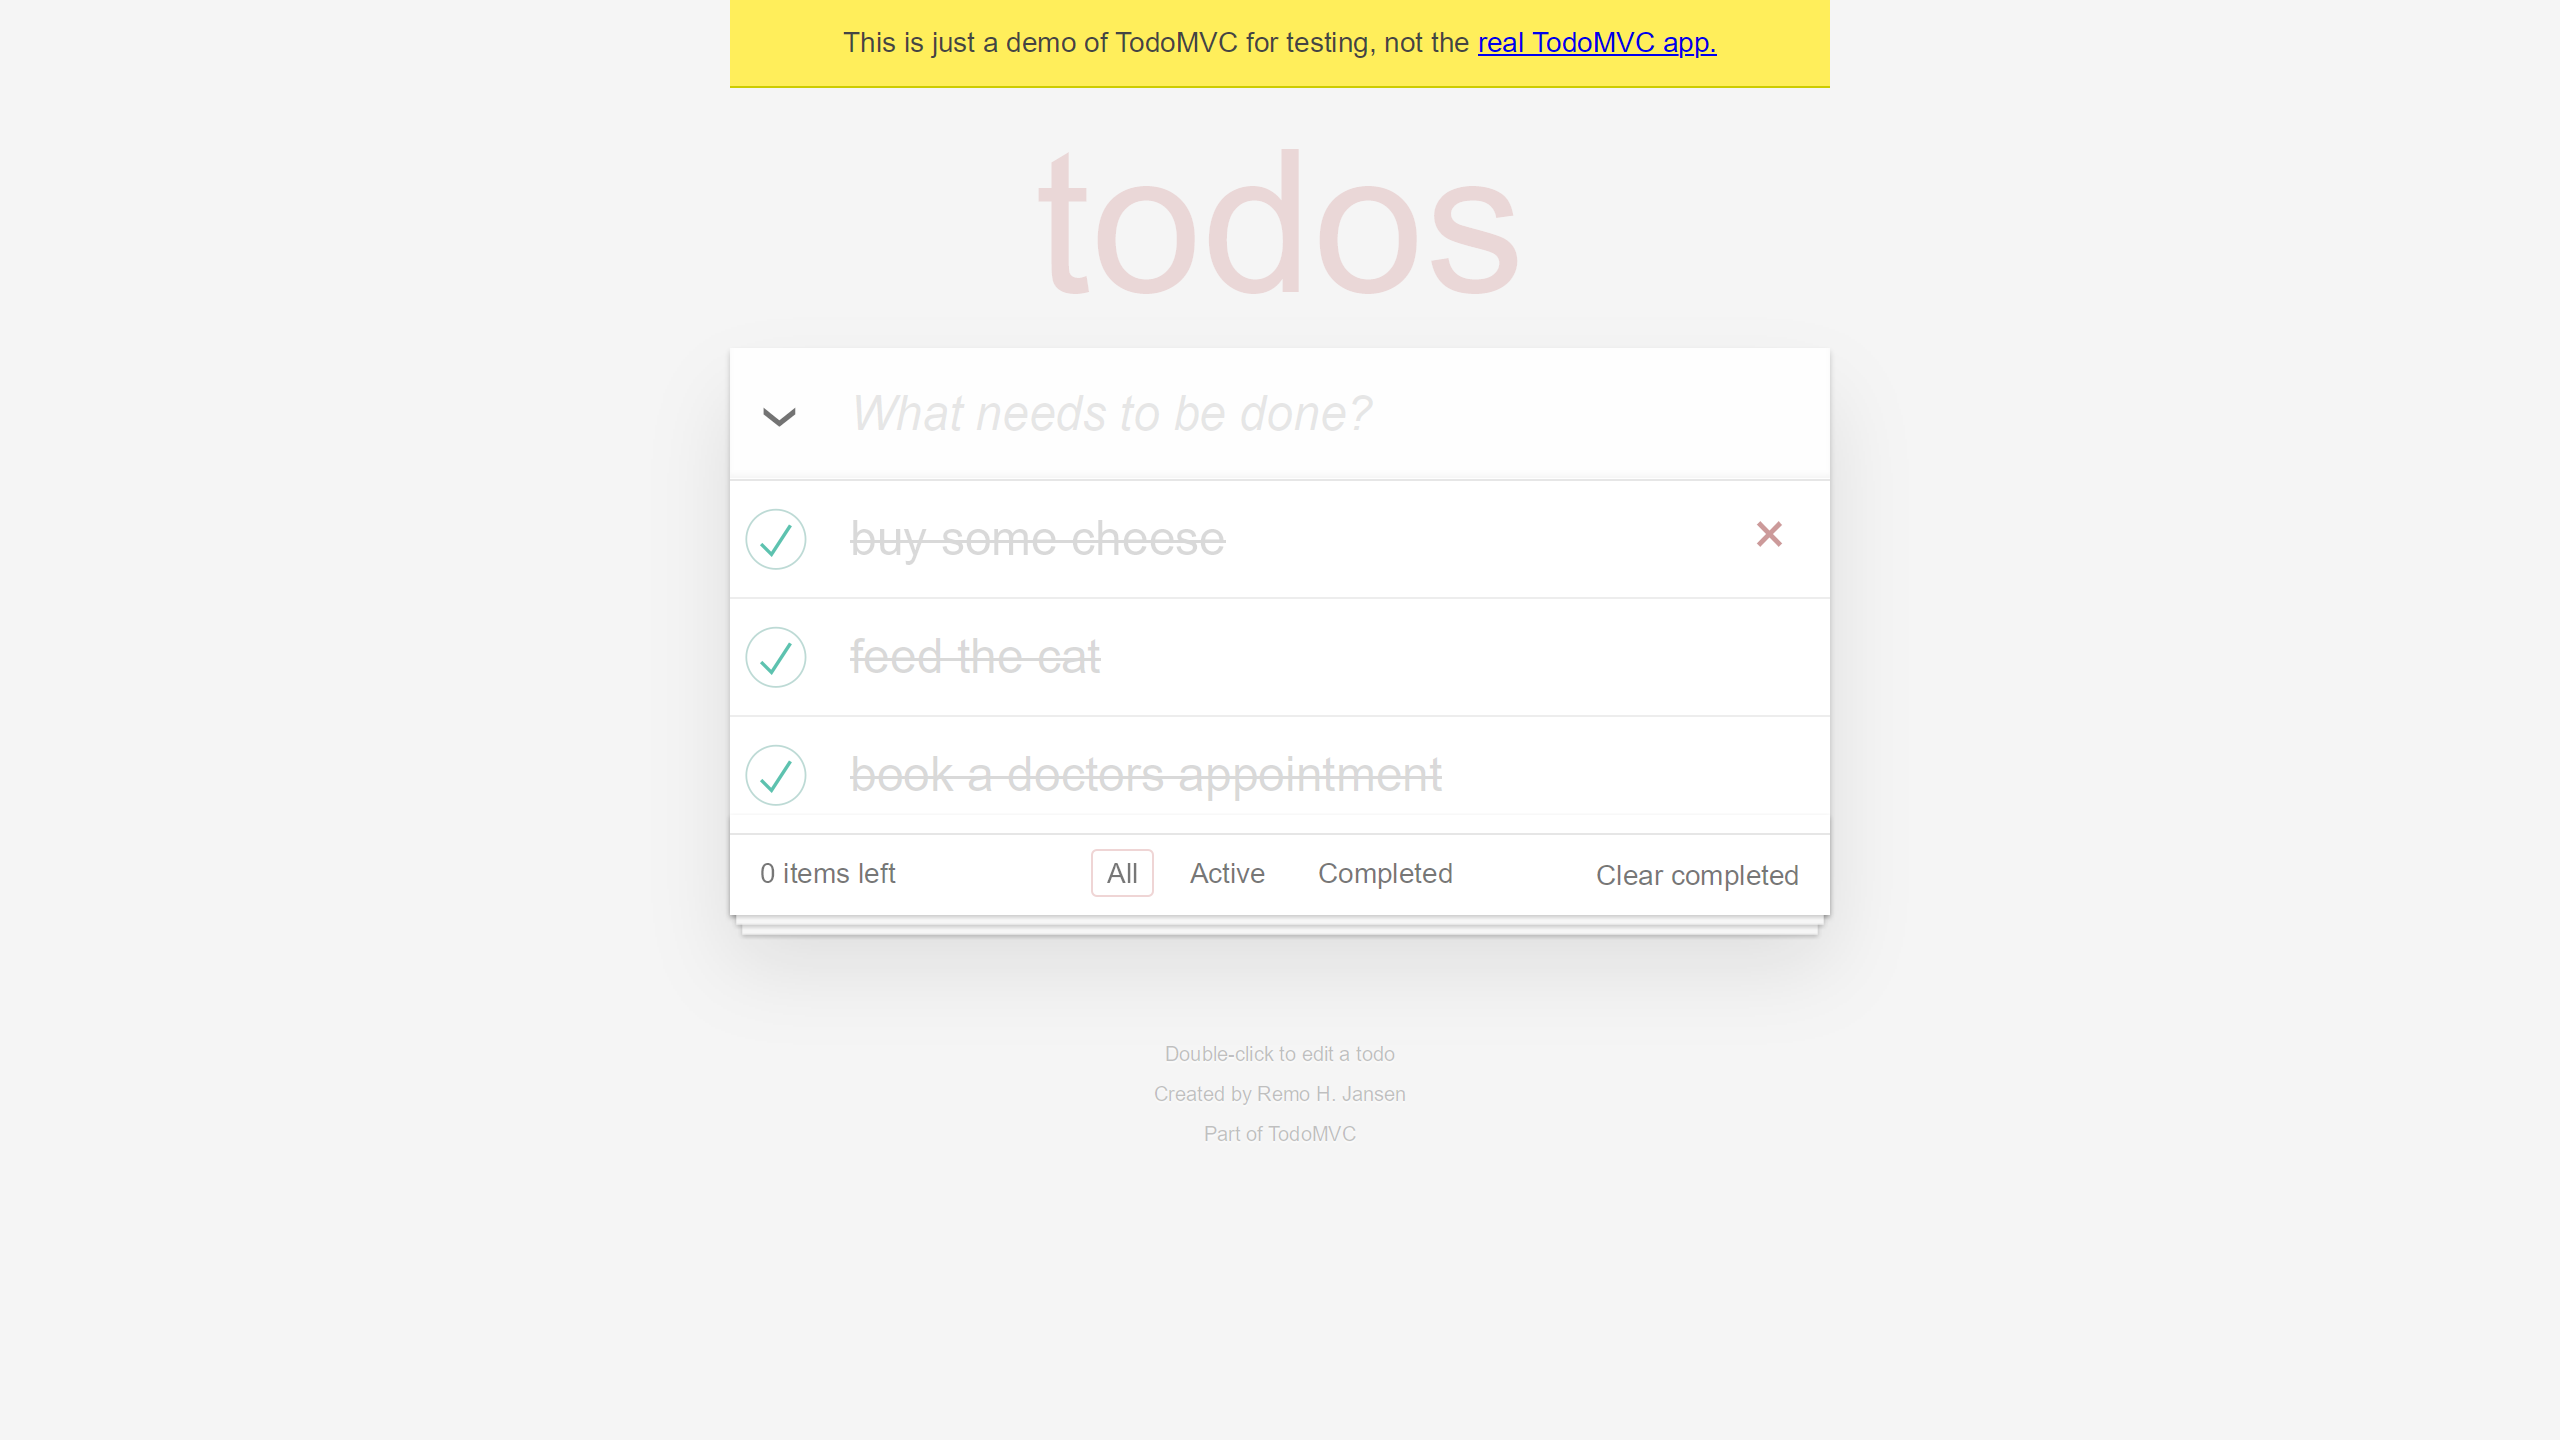 This is just a demo of TodoMVC for testing, not the real TodoMVC app.
todos
What needs to be done?
buy some cheese
feed the cat
book a doctors appointment
0 items left All Active Completed Clear completed
Double-click to edit a todo
Created by Remo H. Jansen
Part of TodoMVC